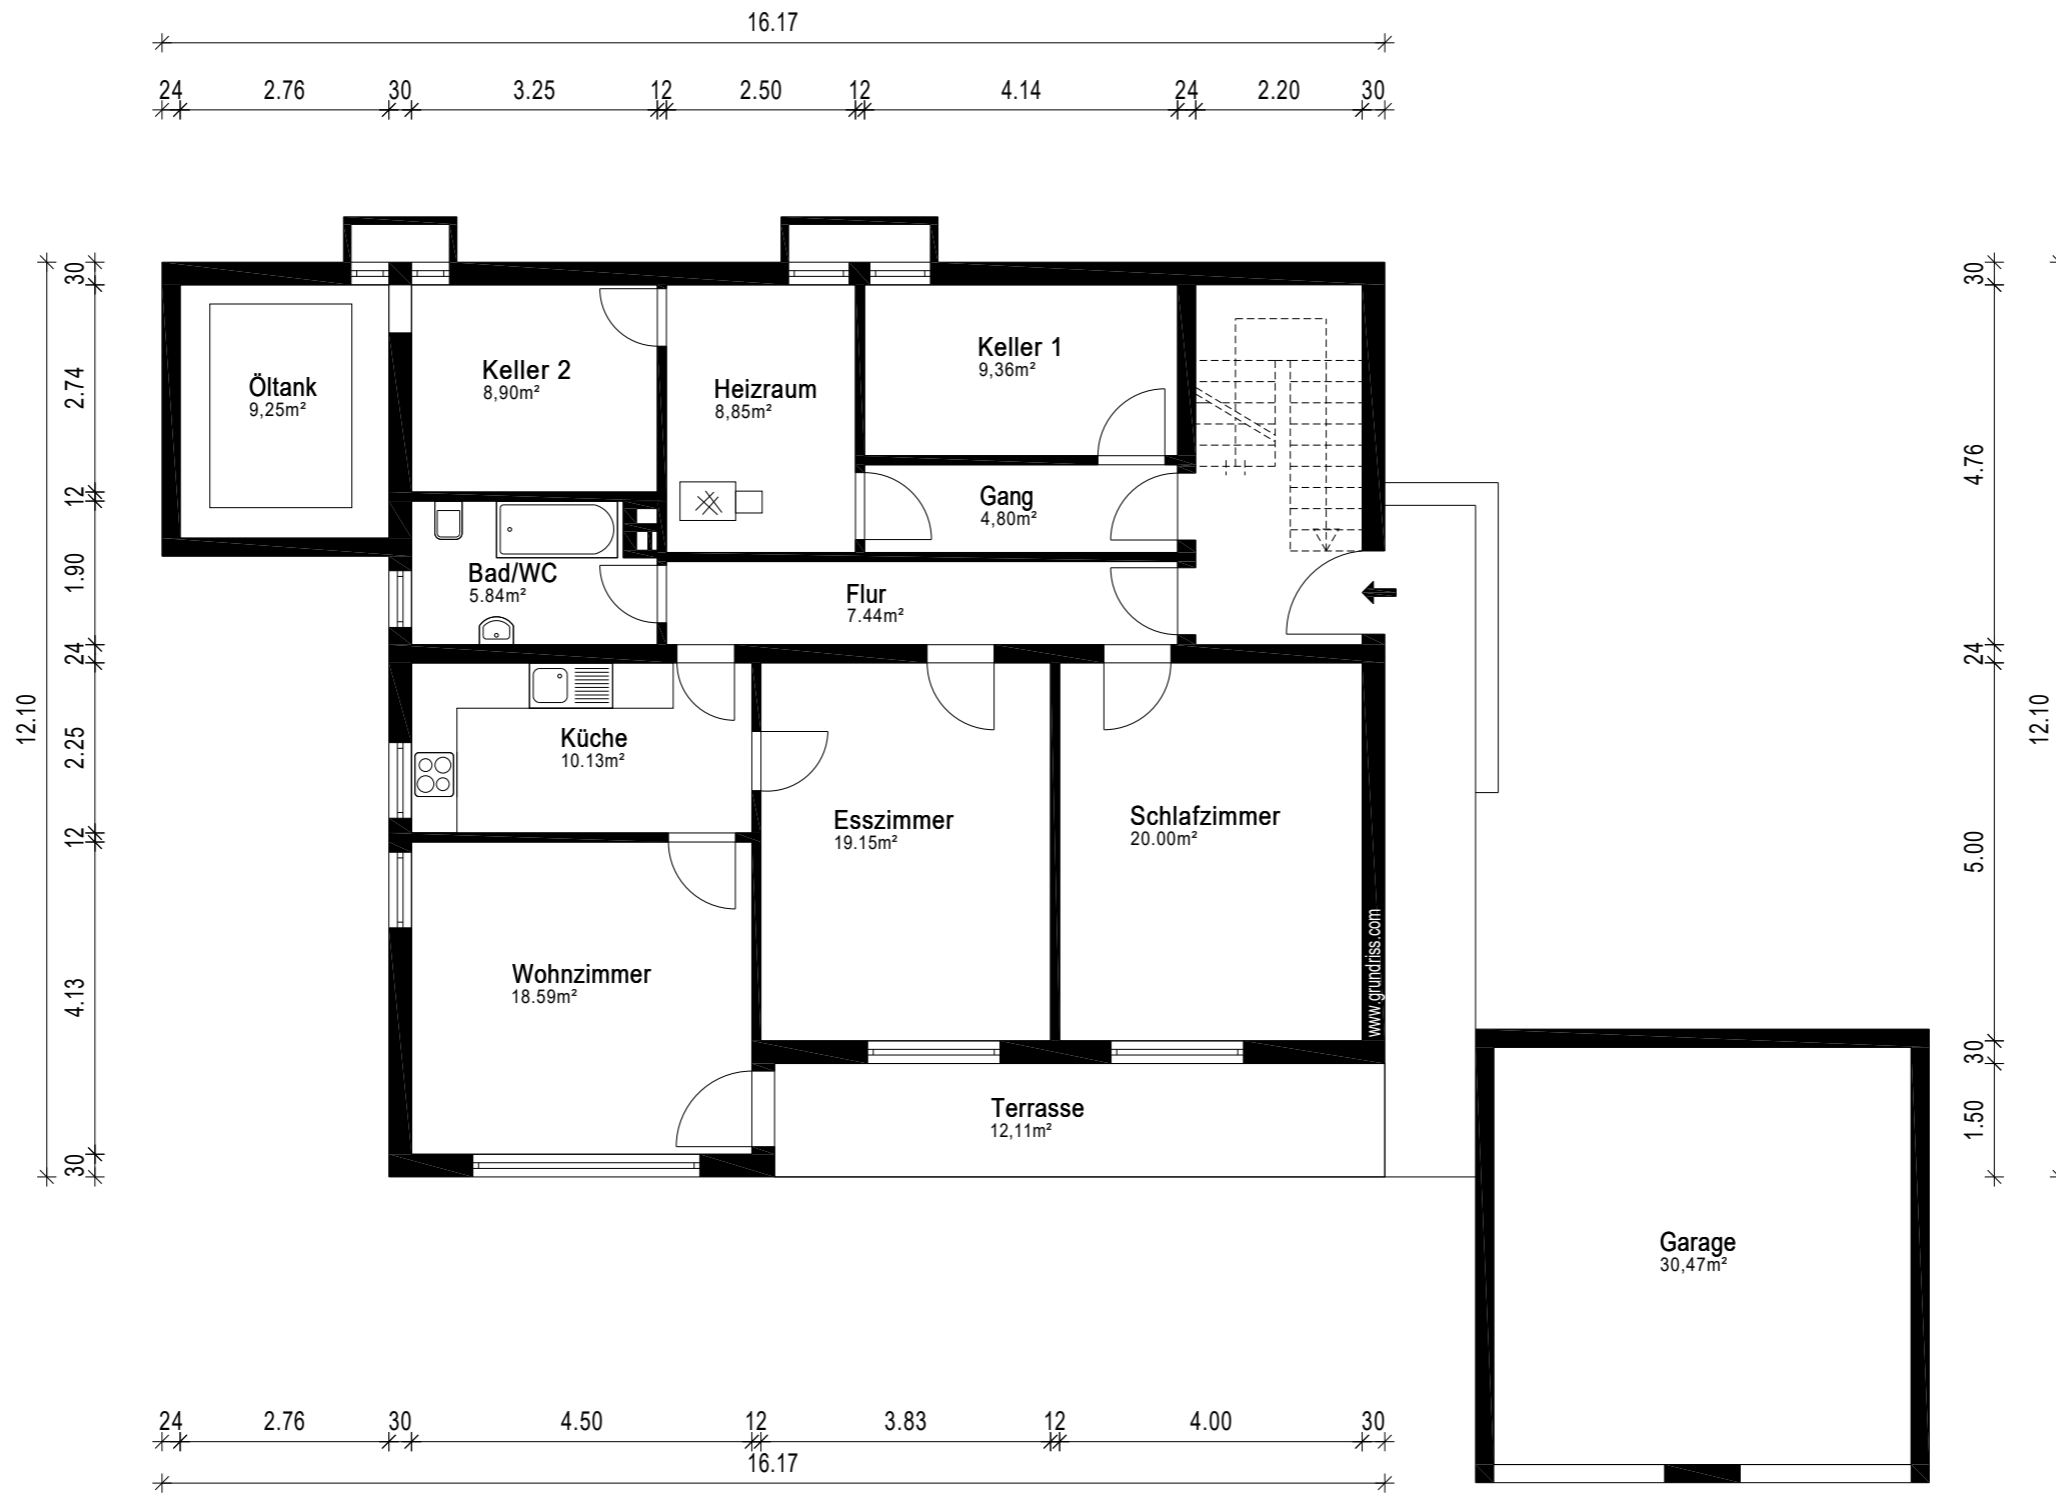 16.17
24 2.76 30 3.25 12 2.50 12 4.14 24 2.20 30
30
2.74
12
1.90
24
2.25
12
4.13
30
12.10
Öltank
9,25m²
Keller 2
8,90m²
Heizraum
8,85m²
Keller 1
9,36m²
Gang
4,80m²
Bad/WC
5.84m²
Flur
7.44m²
Küche
10.13m²
Esszimmer
19.15m²
Schlafzimmer
20.00m²
Wohnzimmer
18.59m²
www.grundriss.com
Terrasse
12,11m²
Garage
30,47m²
30
4.76
24
5.00
30
1.50
12.10
24 2.76 30 4.50 12 3.83 12 4.00 30
16.17